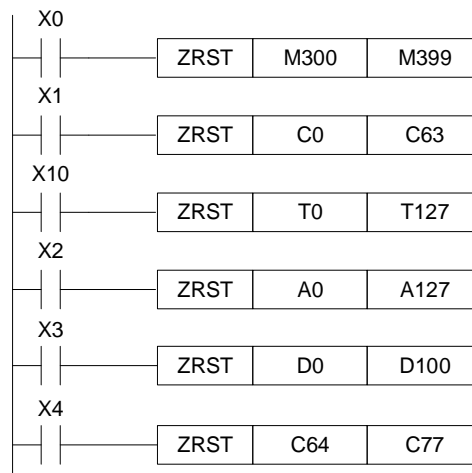 X0
ZRST M300 M399
X1
ZRST C0 C63
X10
ZRST T0 T127
X2
ZRST A0 A127
X3
ZRST D0 D100
X4
ZRST C64 C77